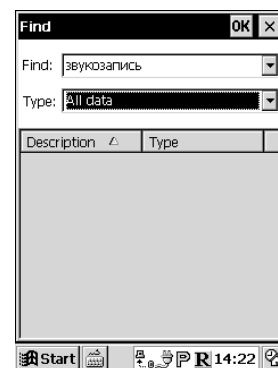 Find OK ×
Find: звукозапись
Type: All data
Description Type
Start P R 14:22